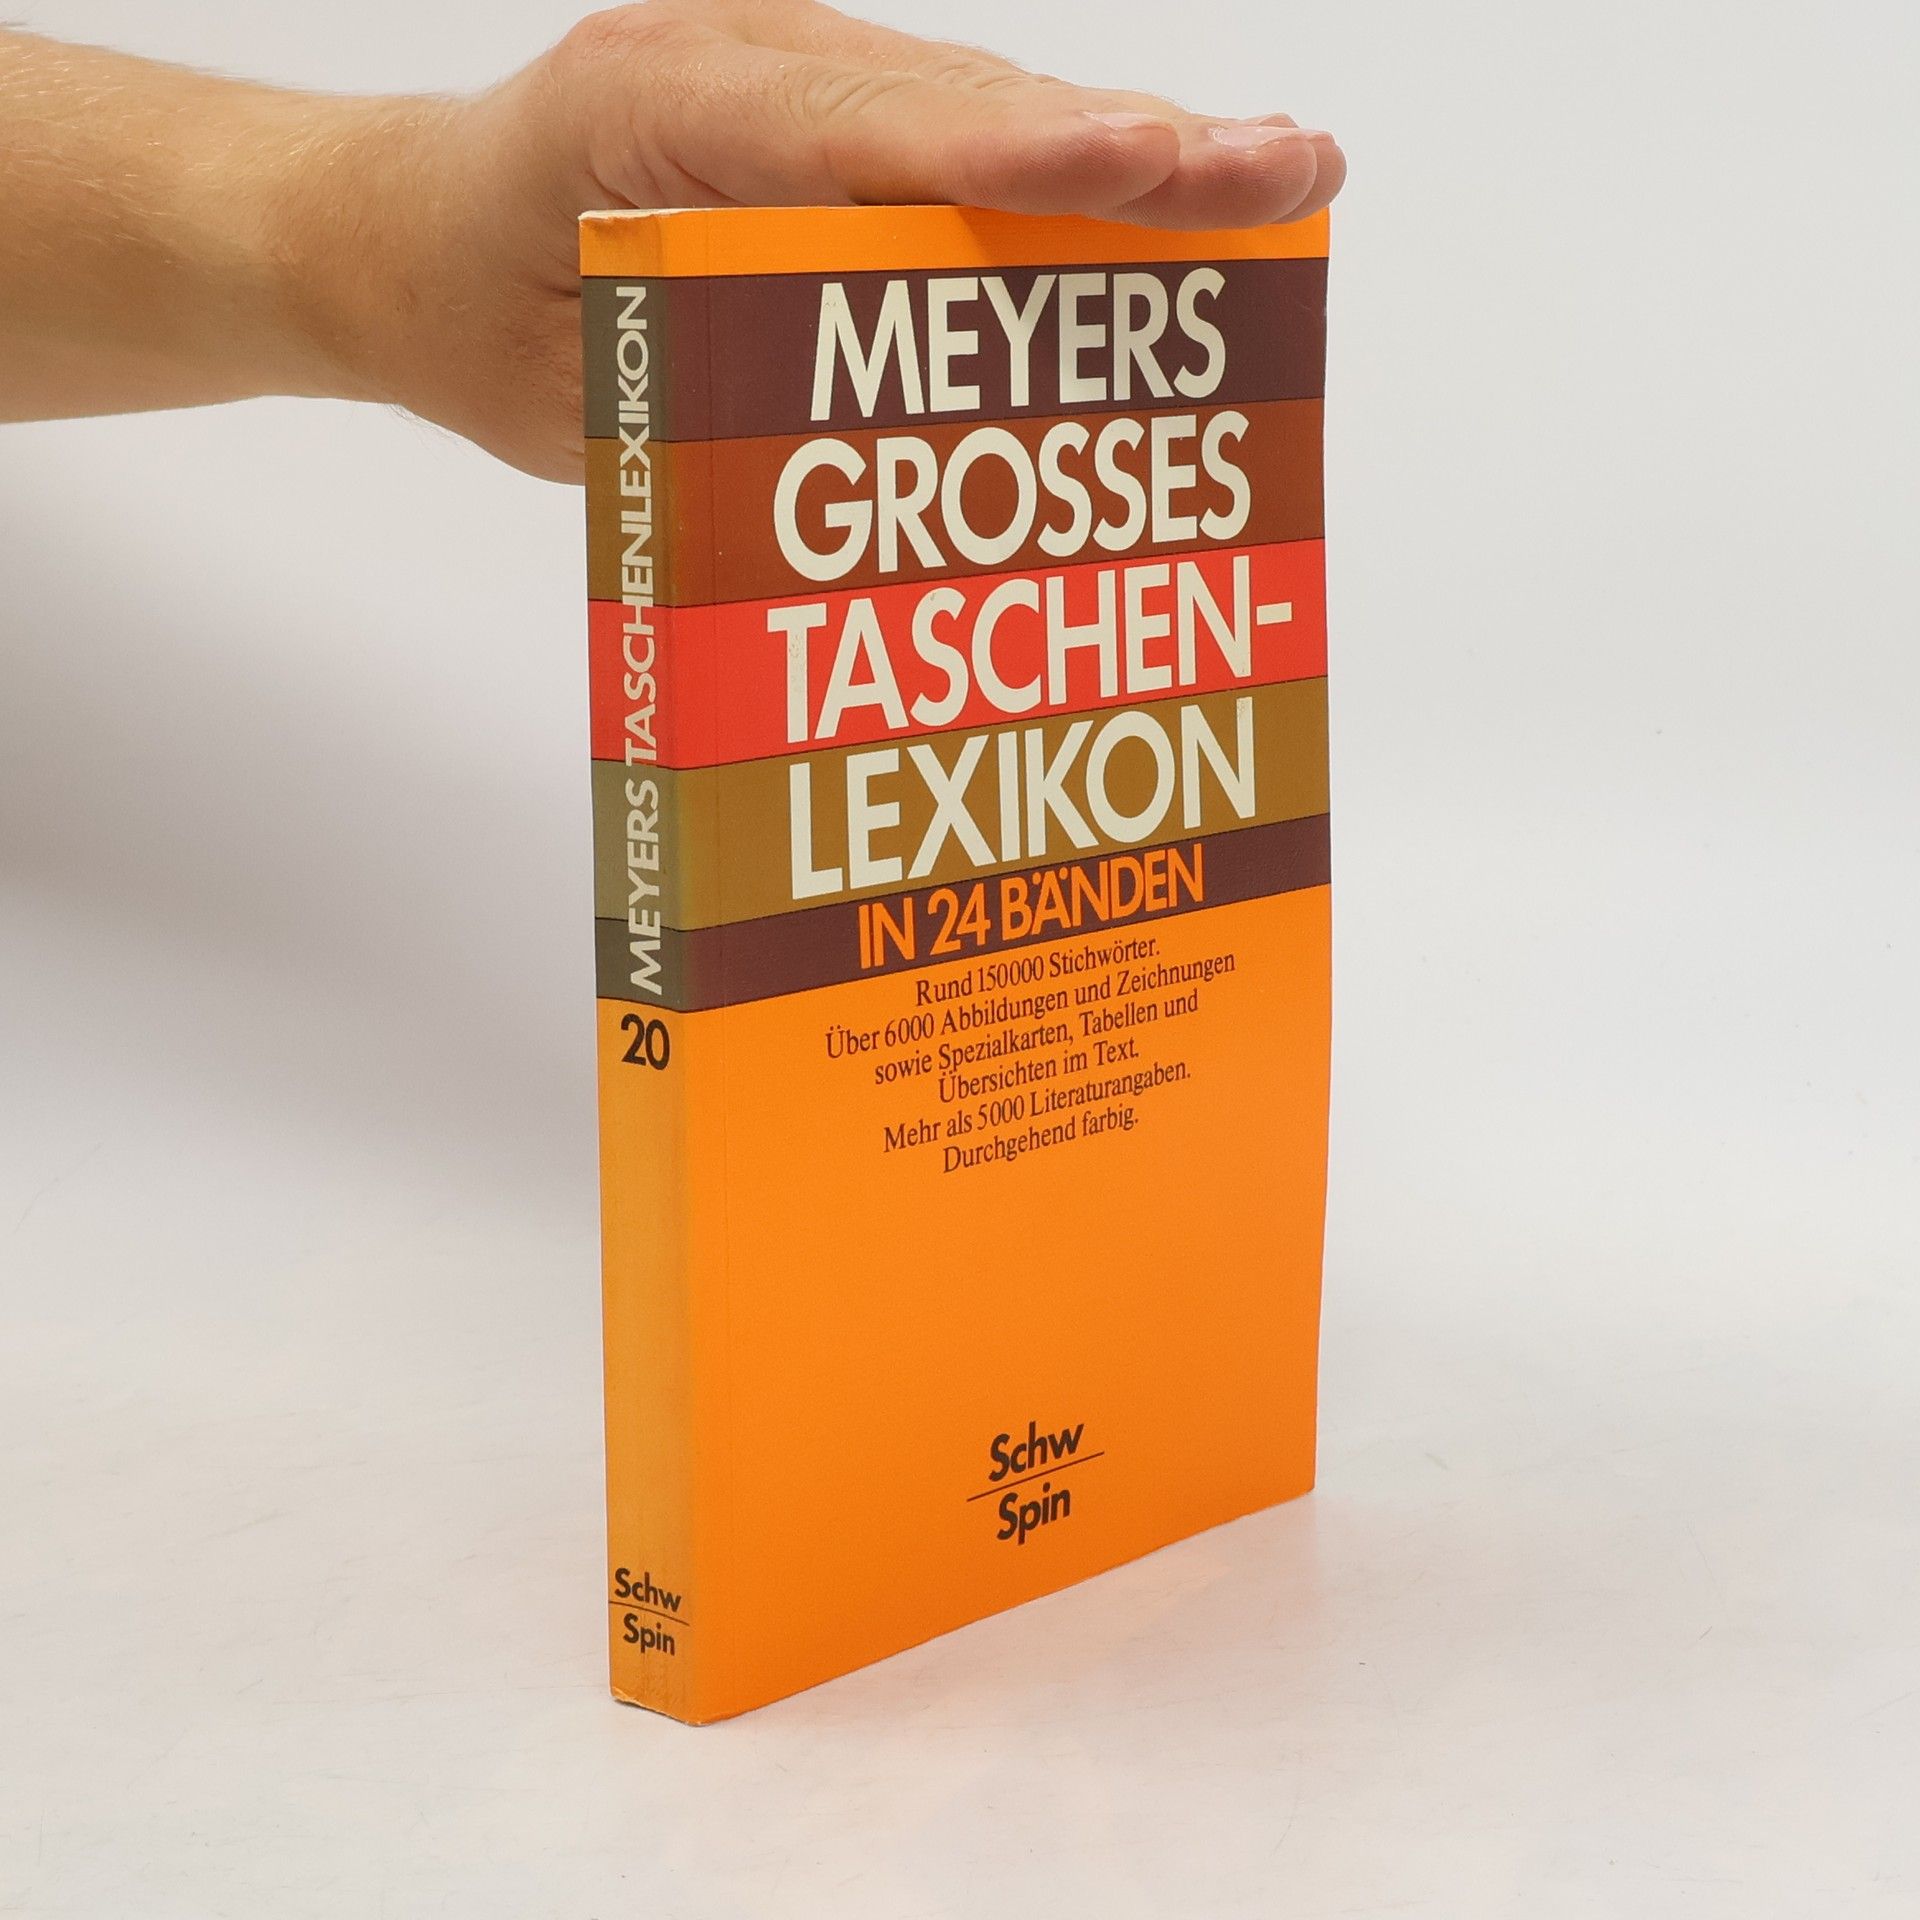 MEYERS TASCHENLEXIKON
20
Schw
Spin
MEYERS
GROSSES
TASCHEN-
LEXIKON
IN 24 BÄNDEN
Rund 150000 Stichwörter.
Über 6000 Abbildungen und Zeichnungen
sowie Spezialkarten, Tabellen und
Übersichten im Text.
Mehr als 5000 Literaturangaben.
Durchgehend farbig.
Schw
Spin